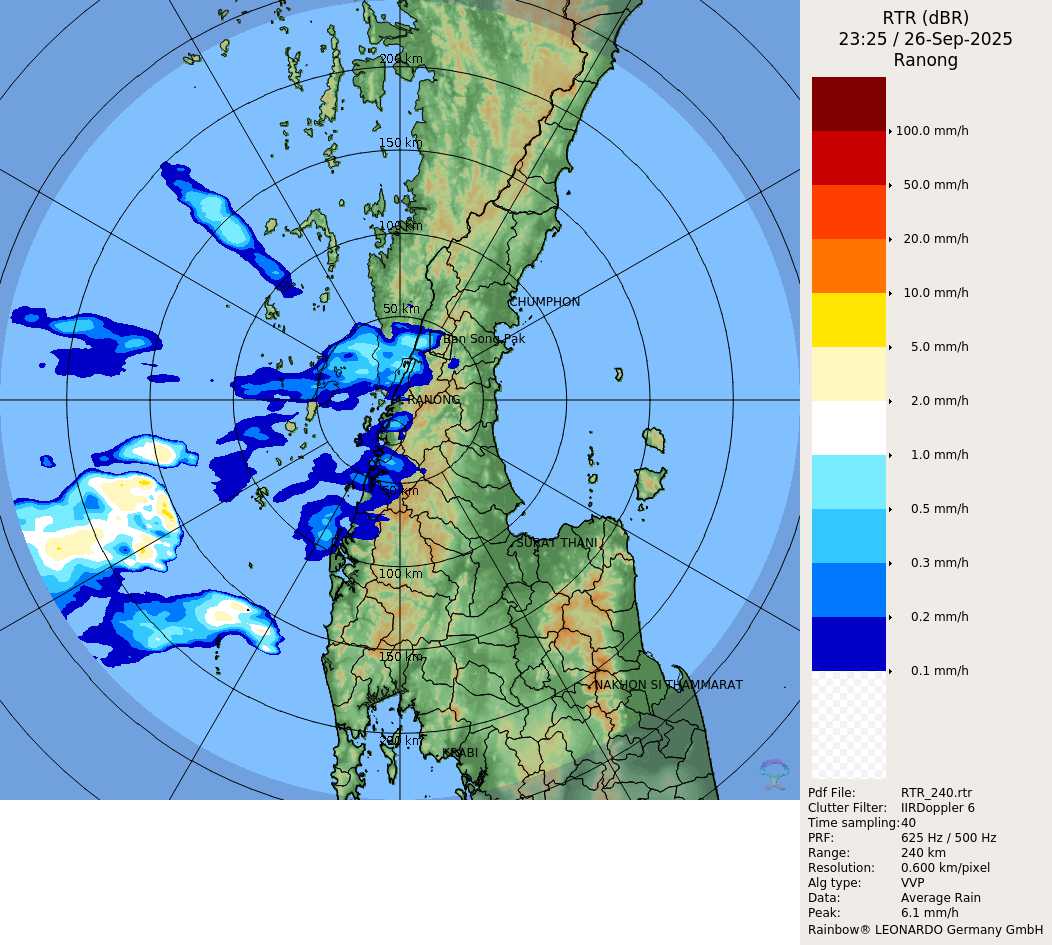 RTR (dBR)
23:25 / 26-Sep-2025
Ranong
200 km
150 km
100 km
50 km
CHUMPHON
Ban Song Pak
RANONG
50 km
SURAT THANI
100 km
150 km
NAKHON SI THAMMARAT
200 km
KRABI
100.0 mm/h
50.0 mm/h
20.0 mm/h
10.0 mm/h
5.0 mm/h
2.0 mm/h
1.0 mm/h
0.5 mm/h
0.3 mm/h
0.2 mm/h
0.1 mm/h
Pdf File: RTR_240.rtr
Clutter Filter: IIRDoppler 6
Time sampling:40
PRF: 625 Hz / 500 Hz
Range: 240 km
Resolution: 0.600 km/pixel
Alg type: VVP
Data: Average Rain
Peak: 6.1 mm/h
Rainbow® LEONARDO Germany GmbH